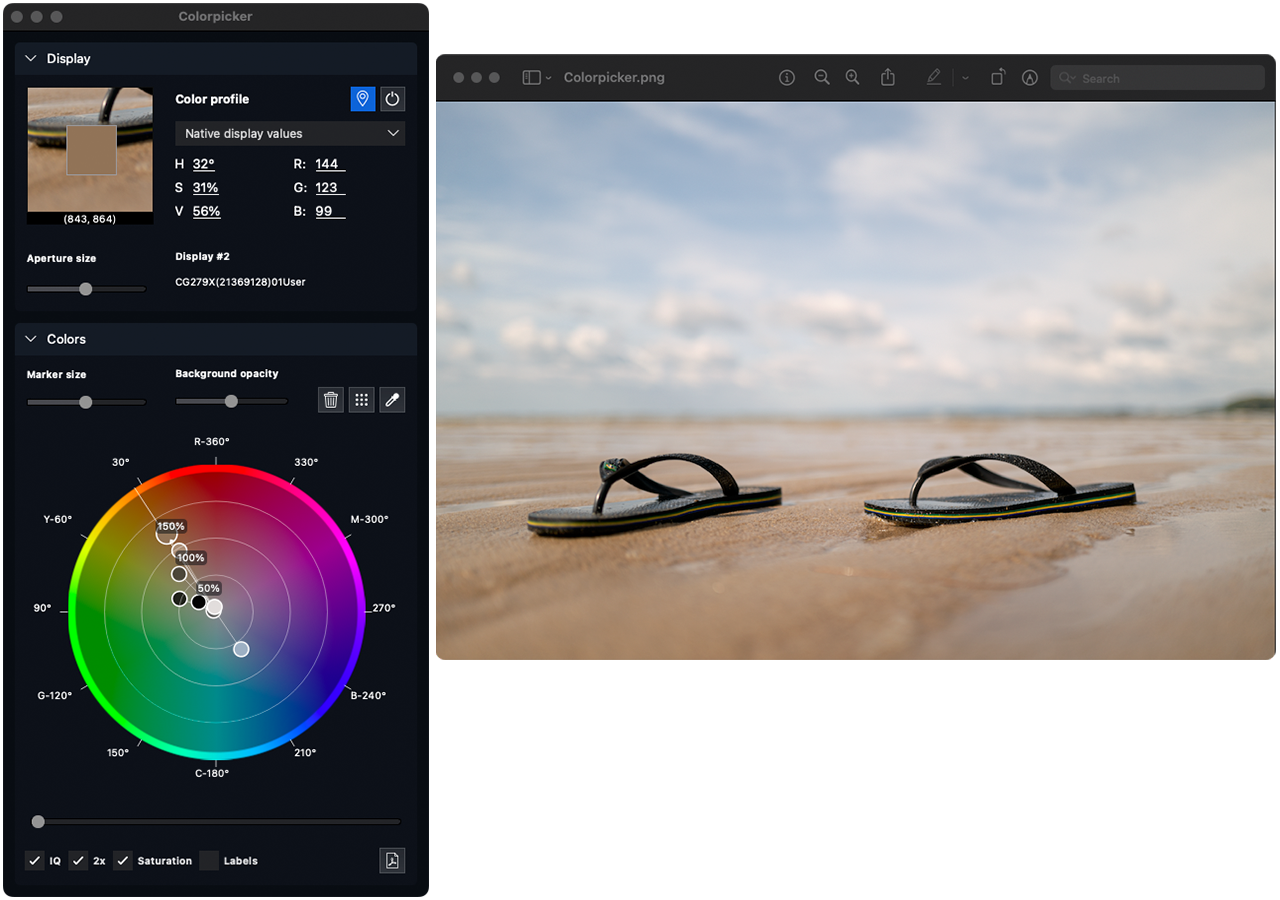 Colorpicker
Display
Color profile
Native display values
H 32° R: 144
S 31% G: 123
V 56% B: 99
(843, 864)
Aperture size
Display #2
CG279X(21369128)01User
Colors
Marker size
Background opacity
R-360°
30°
330°
Y-60°
M-300°
150%
100%
50%
90°
270°
G-120°
B-240°
150°
210°
C-180°
IQ 2x Saturation Labels
Colorpicker.png
Search